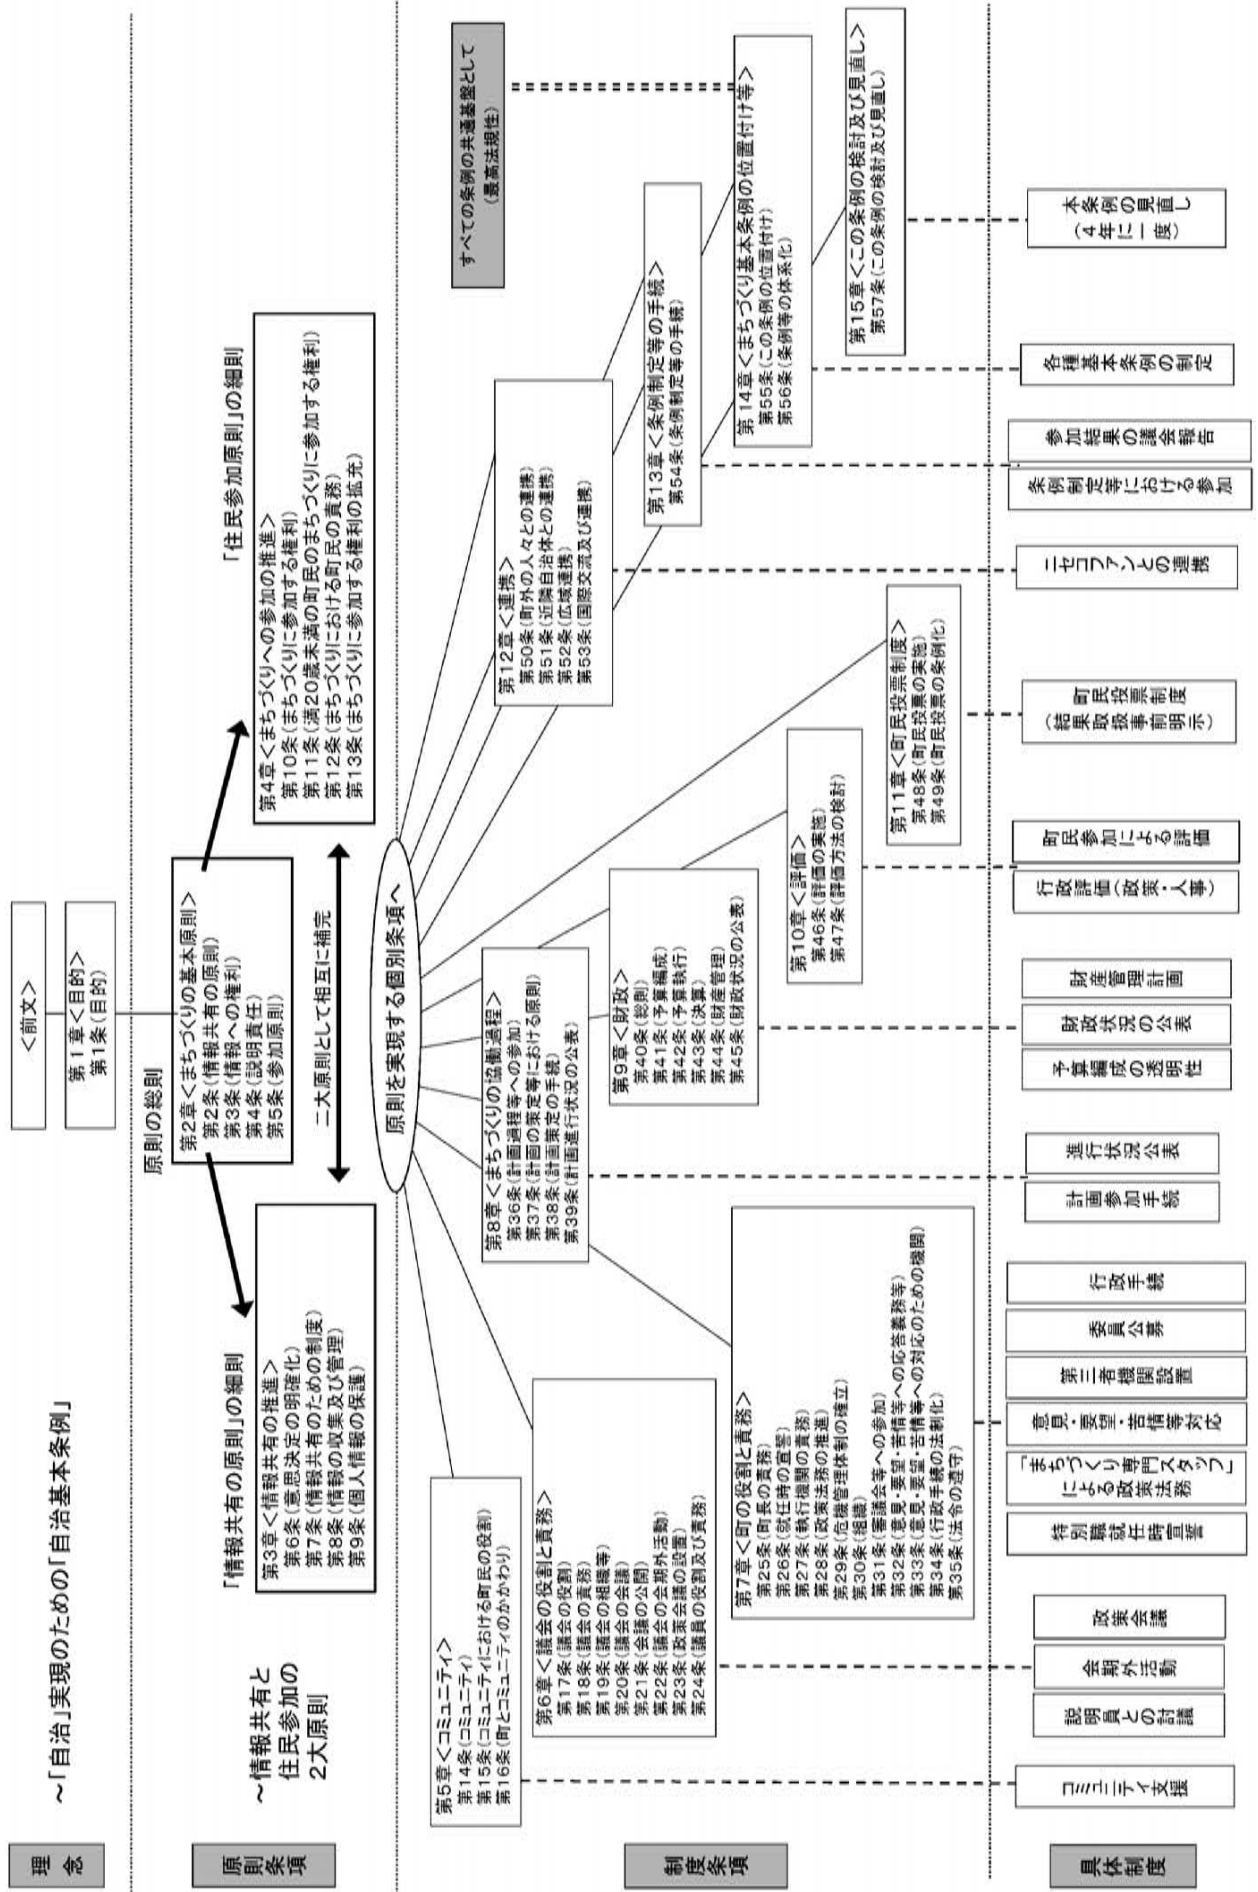 理念
~「自治」実現のための「自治基本条例」
<前文>
第1章<目的>
第1条(目的)
原則条項
~情報共有と
住民参加の
2大原則
原則の総則
第2章<まちづくりの基本原則>
第2条(情報共有の原則)
第3条(情報への権利)
第4条(説明責任)
第5条(参加原則)
「情報共有の原則」の細則
第3章<情報共有の推進>
第6条(意思決定の明確化)
第7条(情報共有のための制度)
第8条(情報の収集及び管理)
第9条(個人情報の保護)
二大原則として相互に補完
「住民参加原則」の細則
第4章<まちづくりへの参加の推進>
第10条(まちづくりに参加する権利)
第11条(満20歳未満の町民のまちづくりに参加する権利)
第12条(まちづくりにおける町民の責務)
第13条(まちづくりに参加する権利の拡充)
制度条項
原則を実現する個別条項へ
すべての条例の共通基盤として
(最高法規性)
第5章<コミュニティ>
第14条(コミュニティ)
第15条(コミュニティにおける町民の役割)
第16条(町とコミュニティのかかわり)
第6章<議会の役割と責務>
第17条(議会の役割)
第18条(議会の責務)
第19条(議会の組織等)
第20条(議会の会議)
第21条(会議の公開)
第22条(議会の会期外活動)
第23条(政策会議の設置)
第24条(議員の役割及び責務)
第7章<町の役割と責務>
第25条(町長の責務)
第26条(就任時の宣誓)
第27条(執行機関の責務)
第28条(政策法務の推進)
第29条(危機管理体制の確立)
第30条(組織)
第31条(審議会等への参加)
第32条(意見・要望・苦情等への応答義務等)
第33条(意見・要望・苦情等への対応のための機関)
第34条(行政手続の法制化)
第35条(法令の遵守)
第8章<まちづくりの協働過程>
第36条(計画過程等への参加)
第37条(計画の策定等における原則)
第38条(計画策定の手続)
第39条(計画進行状況の公表)
第9章<財政>
第40条(総則)
第41条(予算編成)
第42条(予算執行)
第43条(決算)
第44条(財産管理)
第45条(財政状況の公表)
第10章<評価>
第46条(評価の実施)
第47条(評価方法の検討)
第11章<町民投票制度>
第48条(町民投票の実施)
第49条(町民投票の条例化)
第12章<連携>
第50条(町外の人々との連携)
第51条(近隣自治体との連携)
第52条(広域連携)
第53条(国際交流及び連携)
第13章<条例制定等の手続>
第54条(条例制定等の手続)
第14章<まちづくり基本条例の位置付け等>
第55条(この条例の位置付け)
第56条(条例等の体系化)
第15章<この条例の検討及び見直し>
第57条(この条例の検討及び見直し)
具体制度
コミュニティ支援
説明員との討議
会期外活動
政策会議
特別職就任時宣誓
「まちづくり専門スタッフ」
による政策法務
意見・要望・苦情等対応
第三者機関設置
委員公募
行政手続
計画参加手続
進行状況公表
予算編成の透明性
財政状況の公表
財産管理計画
行政評価(政策・人事)
町民参加による評価
町民投票制度
(結果取扱事前明示)
ニセコファンとの連携
条例制定等における参加
参加結果の議会報告
各種基本条例の制定
本条例の見直し
(4年に一度)